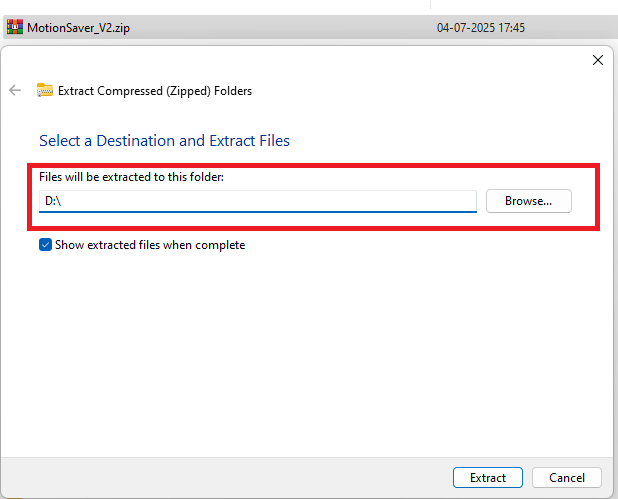 MotionSaver_V2.zip 04-07-2025 17:45
Extract Compressed (Zipped) Folders
Select a Destination and Extract Files
Files will be extracted to this folder:
D:\ Browse...
Show extracted files when complete
Extract Cancel